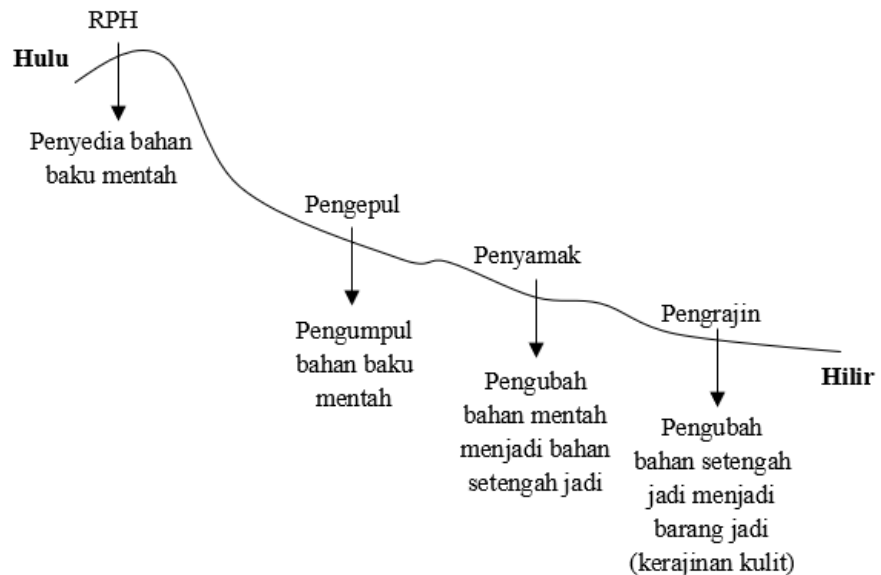 RPH
Hulu
Penyedia bahan
baku mentah
Pengepul
Pengumpul
bahan baku
mentah
Penyamak
Pengubah
bahan mentah
menjadi bahan
setengah jadi
Pengrajin
Hilir
Pengubah
bahan setengah
jadi menjadi
barang jadi
(kerajinan kulit)